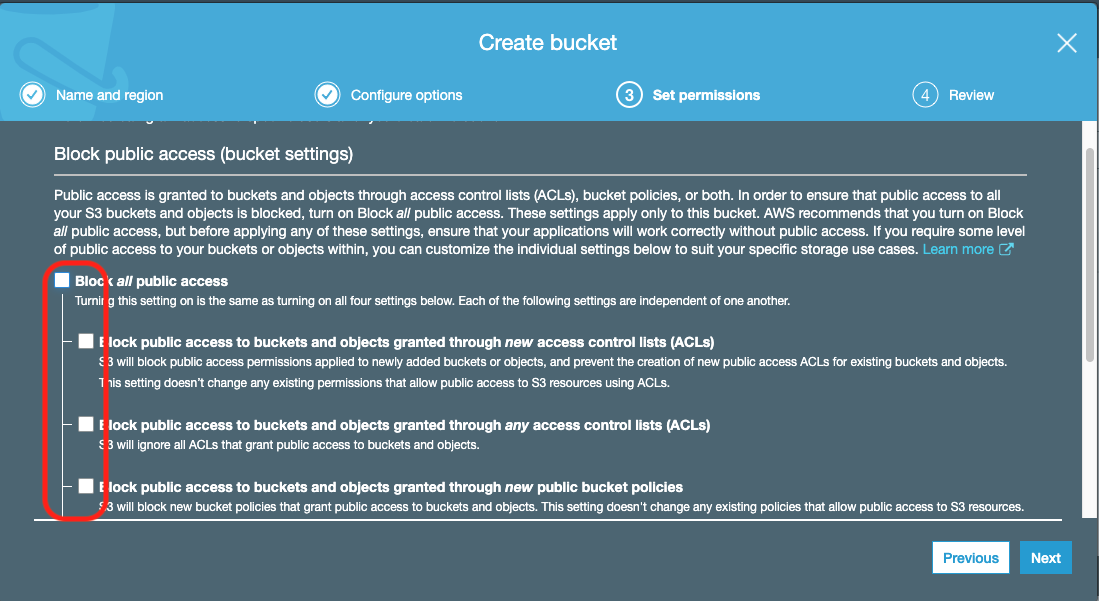 Create bucket
Name and region
Configure options
3 Set permissions
4 Review
Block public access (bucket settings)
Public access is granted to buckets and objects through access control lists (ACLs), bucket policies, or both. In order to ensure that public access to all
your S3 buckets and objects is blocked, turn on Block all public access. These settings apply only to this bucket. AWS recommends that you turn on Block
all public access, but before applying any of these settings, ensure that your applications will work correctly without public access. If you require some level
of public access to your buckets or objects within, you can customize the individual settings below to suit your specific storage use cases. Learn more
Block all public access
Turning this setting on is the same as turning on all four settings below. Each of the following settings are independent of one another.
Block public access to buckets and objects granted through new access control lists (ACLs)
S3 will block public access permissions applied to newly added buckets or objects, and prevent the creation of new public access ACLs for existing buckets and objects.
This setting doesn't change any existing permissions that allow public access to S3 resources using ACLs.
Block public access to buckets and objects granted through any access control lists (ACLs)
S3 will ignore all ACLs that grant public access to buckets and objects.
Block public access to buckets and objects granted through new public bucket policies
S3 will block new bucket policies that grant public access to buckets and objects. This setting doesn't change any existing policies that allow public access to S3 resources.
Previous
Next